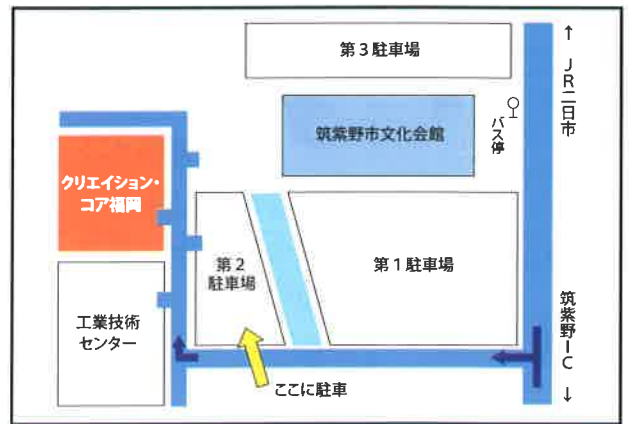 第3駐車場
↑ JR二日市
バス停
筑紫野市文化会館
クリエイション・
コア福岡
第2
駐車場
第1駐車場
工業技術
センター
筑紫野IC ↓
ここに駐車